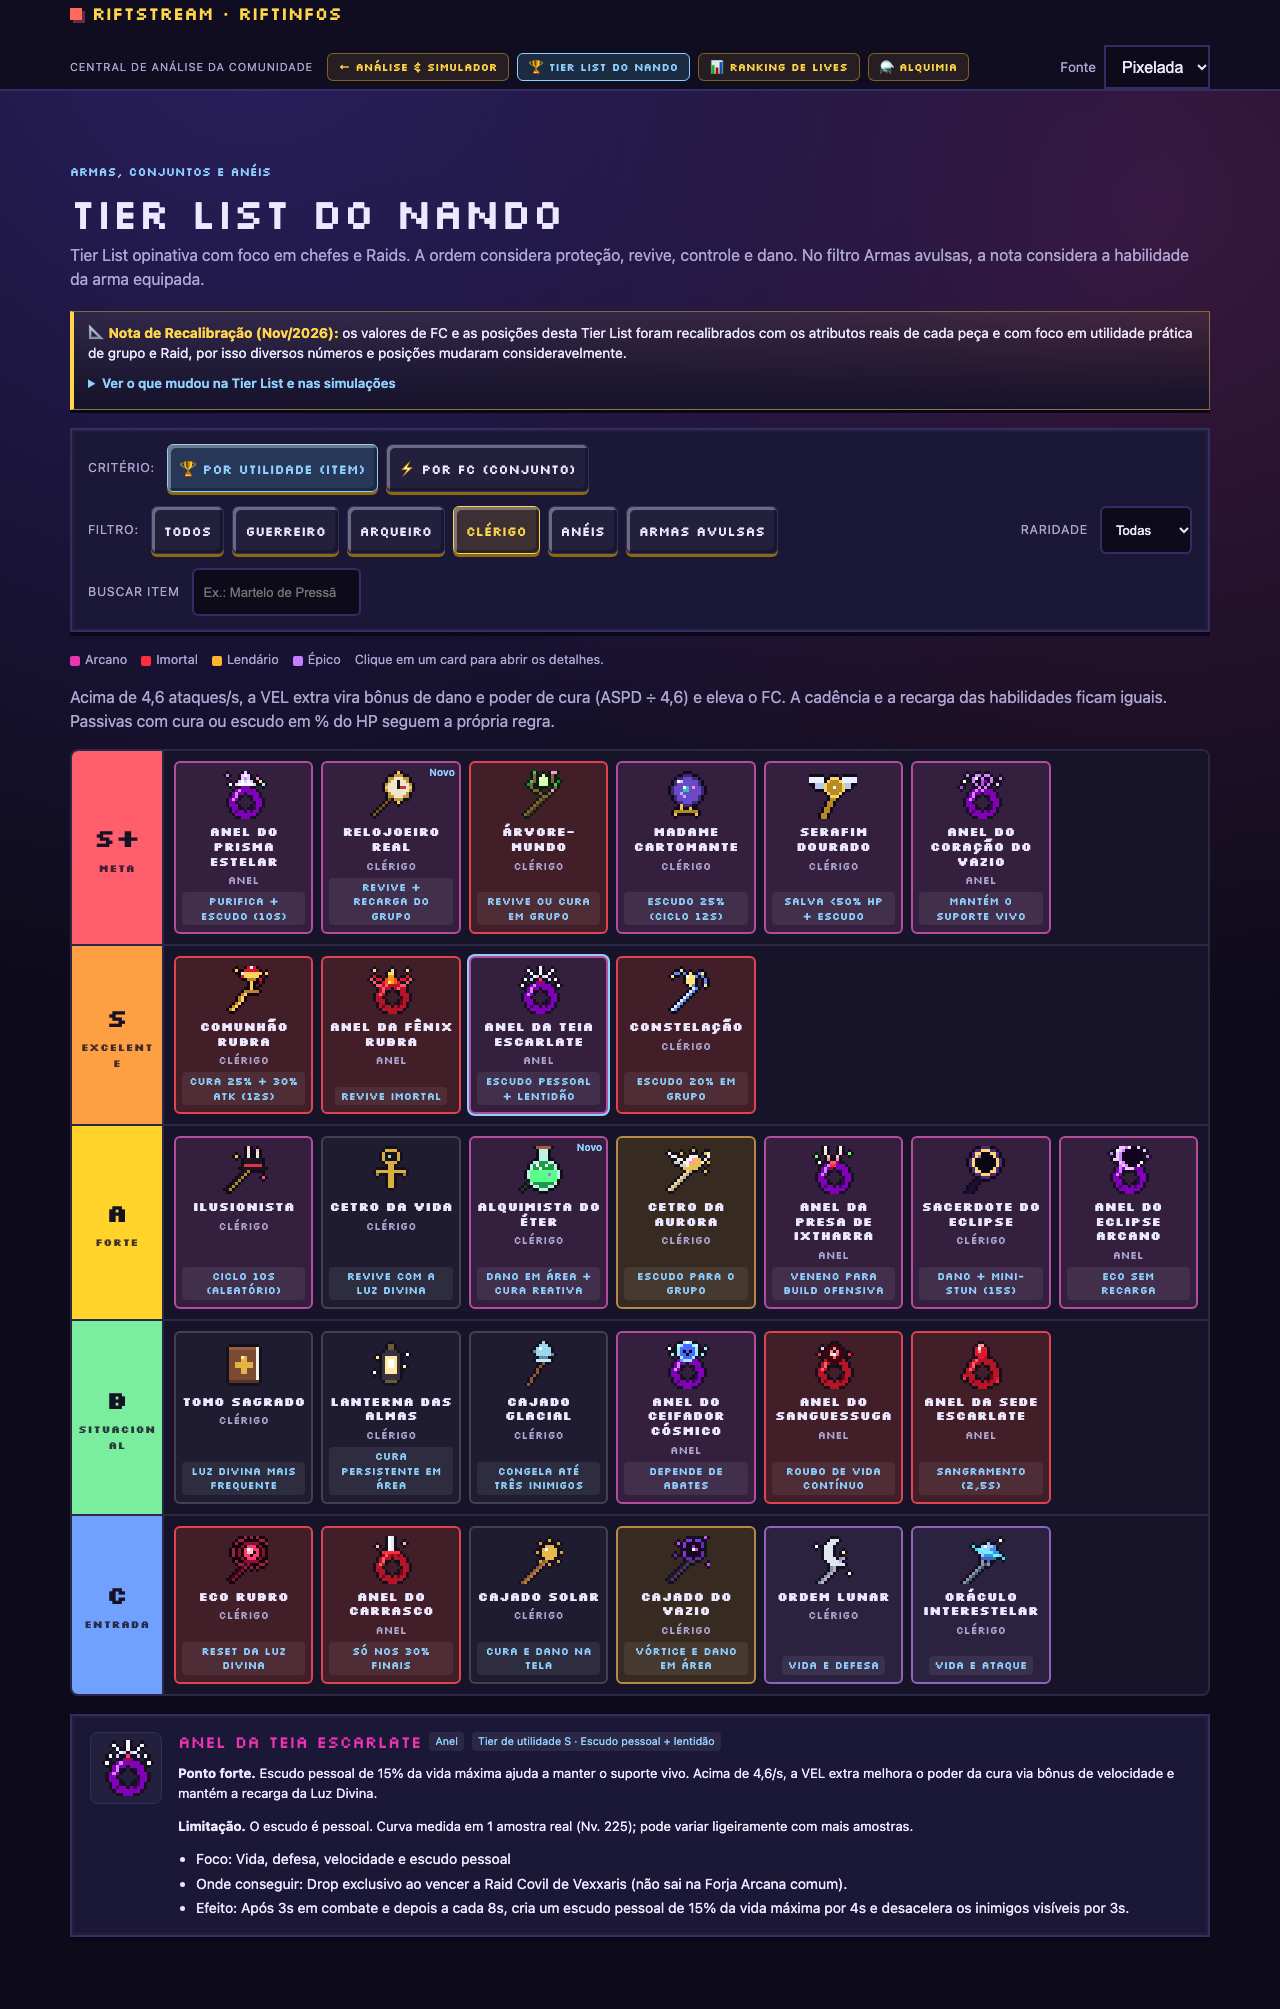 RIFTSTREAM · RIFTINFOS
CENTRAL DE ANÁLISE DA COMUNIDADE
← ANÁLISE & SIMULADOR
🏆 TIER LIST DO NANDO
📊 RANKING DE LIVES
ALQUIMIA
Fonte
Pixelada
ARMAS, CONJUNTOS E ANÉIS
TIER LIST DO NANDO
Tier List opinativa com foco em chefes e Raids. A ordem considera proteção, revive, controle e dano. No filtro Armas avulsas, a nota considera a habilidade
da arma equipada.
📐 Nota de Recalibração (Nov/2026): os valores de FC e as posições desta Tier List foram recalibrados com os atributos reais de cada peça e com foco em utilidade prática
de grupo e Raid, por isso diversos números e posições mudaram consideravelmente.
▶ Ver o que mudou na Tier List e nas simulações
CRITÉRIO:
🏆 POR UTILIDADE (ITEM)
⚡ POR FC (CONJUNTO)
FILTRO:
TODOS
GUERREIRO
ARQUEIRO
CLÉRIGO
ANÉIS
ARMAS AVULSAS
RARIDADE
Todas
BUSCAR ITEM
Ex.: Martelo de Pressã
Arcano
Imortal
Lendário
Épico
Clique em um card para abrir os detalhes.
Acima de 4,6 ataques/s, a VEL extra vira bônus de dano e poder de cura (ASPD ÷ 4,6) e eleva o FC. A cadência e a recarga das habilidades ficam iguais.
Passivas com cura ou escudo em % do HP seguem a própria regra.
S+
META
ANEL DO
PRISMA
ESTELAR
ANEL
PURIFICA +
ESCUDO (10S)
Novo
RELOJOEIRO
REAL
CLÉRIGO
REVIVE +
RECARGA DO
GRUPO
ÁRVORE-
MUNDO
CLÉRIGO
REVIVE OU CURA
EM GRUPO
MADAME
CARTOMANTE
CLÉRIGO
ESCUDO 25%
(CICLO 12S)
SERAFIM
DOURADO
CLÉRIGO
SALVA <50% HP
+ ESCUDO
ANEL DO
CORAÇÃO DO
VAZIO
ANEL
MANTÉM O
SUPORTE VIVO
S
EXCELENT
E
COMUNHÃO
RUBRA
CLÉRIGO
CURA 25% + 30%
ATK (12S)
ANEL DA FÊNIX
RUBRA
ANEL
REVIVE IMORTAL
ANEL DA TEIA
ESCARLATE
ANEL
ESCUDO PESSOAL
+ LENTIDÃO
CONSTELAÇÃO
CLÉRIGO
ESCUDO 20% EM
GRUPO
A
FORTE
ILUSIONISTA
CLÉRIGO
CICLO 10S
(ALEATÓRIO)
CETRO DA VIDA
CLÉRIGO
REVIVE COM A
LUZ DIVINA
Novo
ALQUIMISTA DO
ÉTER
CLÉRIGO
DANO EM ÁREA +
CURA REATIVA
CETRO DA
AURORA
CLÉRIGO
ESCUDO PARA O
GRUPO
ANEL DA
PRESA DE
IXTHARRA
ANEL
VENENO PARA
BUILD OFENSIVA
SACERDOTE DO
ECLIPSE
CLÉRIGO
DANO + MINI-
STUN (15S)
ANEL DO
ECLIPSE
ARCANO
ANEL
ECO SEM
RECARGA
B
SITUACION
AL
TOMO SAGRADO
CLÉRIGO
LUZ DIVINA MAIS
FREQUENTE
LANTERNA DAS
ALMAS
CLÉRIGO
CURA
PERSISTENTE EM
ÁREA
CAJADO
GLACIAL
CLÉRIGO
CONGELA ATÉ
TRÊS INIMIGOS
ANEL DO
CEIFADOR
CÓSMICO
ANEL
DEPENDE DE
ABATES
ANEL DO
SANGUESSUGA
ANEL
ROUBO DE VIDA
CONTÍNUO
ANEL DA SEDE
ESCARLATE
ANEL
SANGRAMENTO
(2,5S)
C
ENTRADA
ECO RUBRO
CLÉRIGO
RESET DA LUZ
DIVINA
ANEL DO
CARRASCO
ANEL
SÓ NOS 30%
FINAIS
CAJADO SOLAR
CLÉRIGO
CURA E DANO NA
TELA
CAJADO DO
VAZIO
CLÉRIGO
VÓRTICE E DANO
EM ÁREA
ORDEM LUNAR
CLÉRIGO
VIDA E DEFESA
ORÁCULO
INTERESTELAR
CLÉRIGO
VIDA E ATAQUE
ANEL DA TEIA ESCARLATE
Anel
Tier de utilidade S · Escudo pessoal + lentidão
Ponto forte. Escudo pessoal de 15% da vida máxima ajuda a manter o suporte vivo. Acima de 4,6/s, a VEL extra melhora o poder da cura via bônus de velocidade e
mantém a recarga da Luz Divina.
Limitação. O escudo é pessoal. Curva medida em 1 amostra real (Nv. 225); pode variar ligeiramente com mais amostras.
• Foco: Vida, defesa, velocidade e escudo pessoal
• Onde conseguir: Drop exclusivo ao vencer a Raid Covil de Vexxaris (não sai na Forja Arcana comum).
• Efeito: Após 3s em combate e depois a cada 8s, cria um escudo pessoal de 15% da vida máxima por 4s e desacelera os inimigos visíveis por 3s.